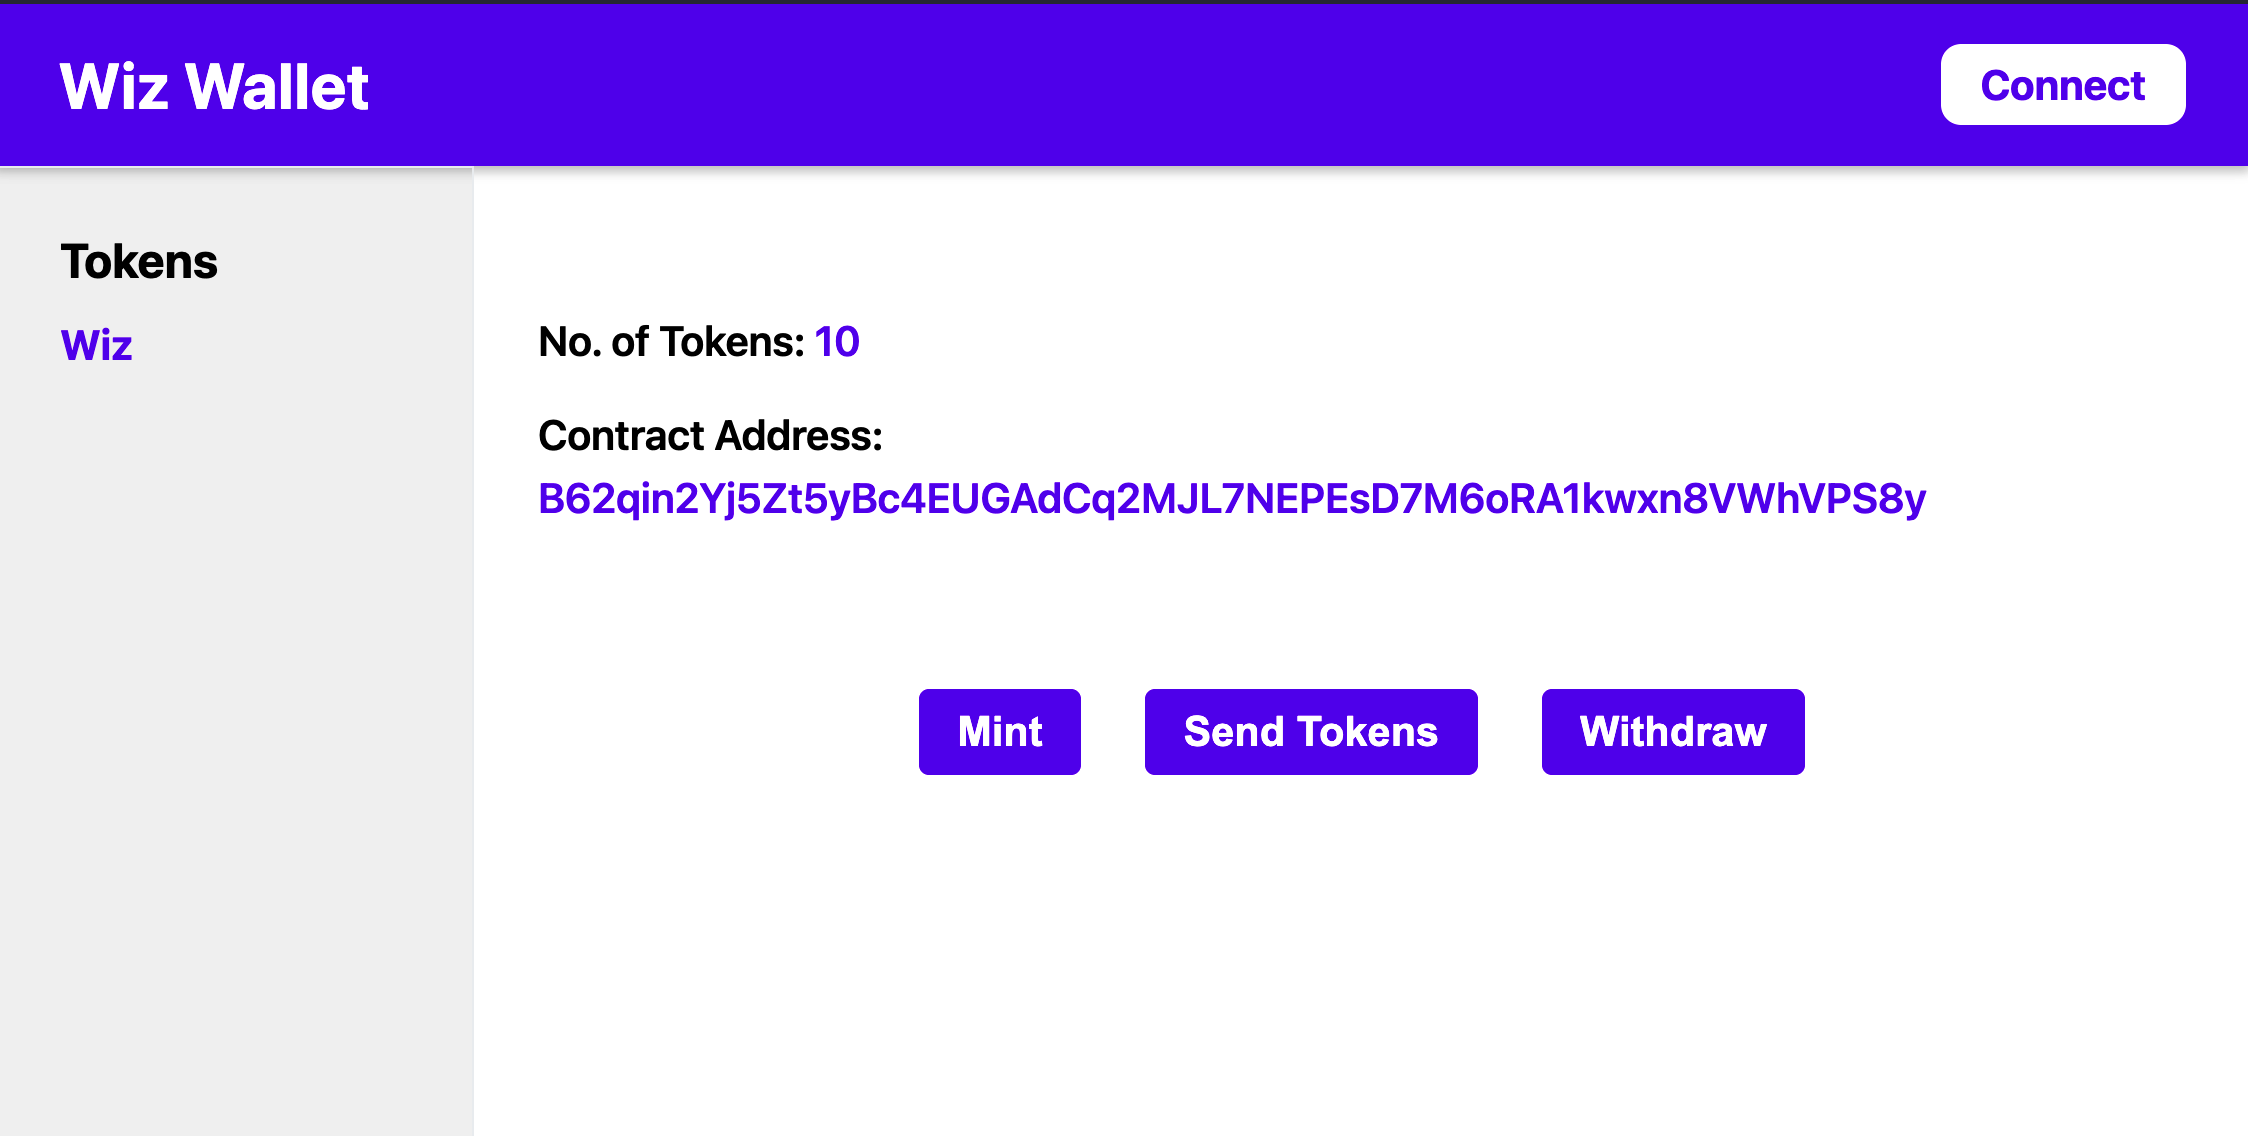 Wiz Wallet
Connect
Tokens
Wiz
No. of Tokens: 10
Contract Address:
B62qin2Yj5Zt5yBc4EUGAdCq2MJL7NEPEsD7M6oRA1kwxn8VWhVPS8y
Mint
Send Tokens
Withdraw